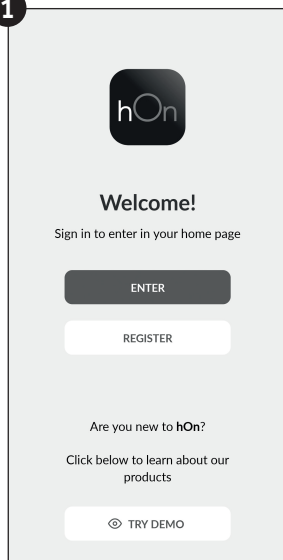 1
hOn
Welcome!
Sign in to enter in your home page
ENTER
REGISTER
Are you new to hOn?
Click below to learn about our
products
TRY DEMO